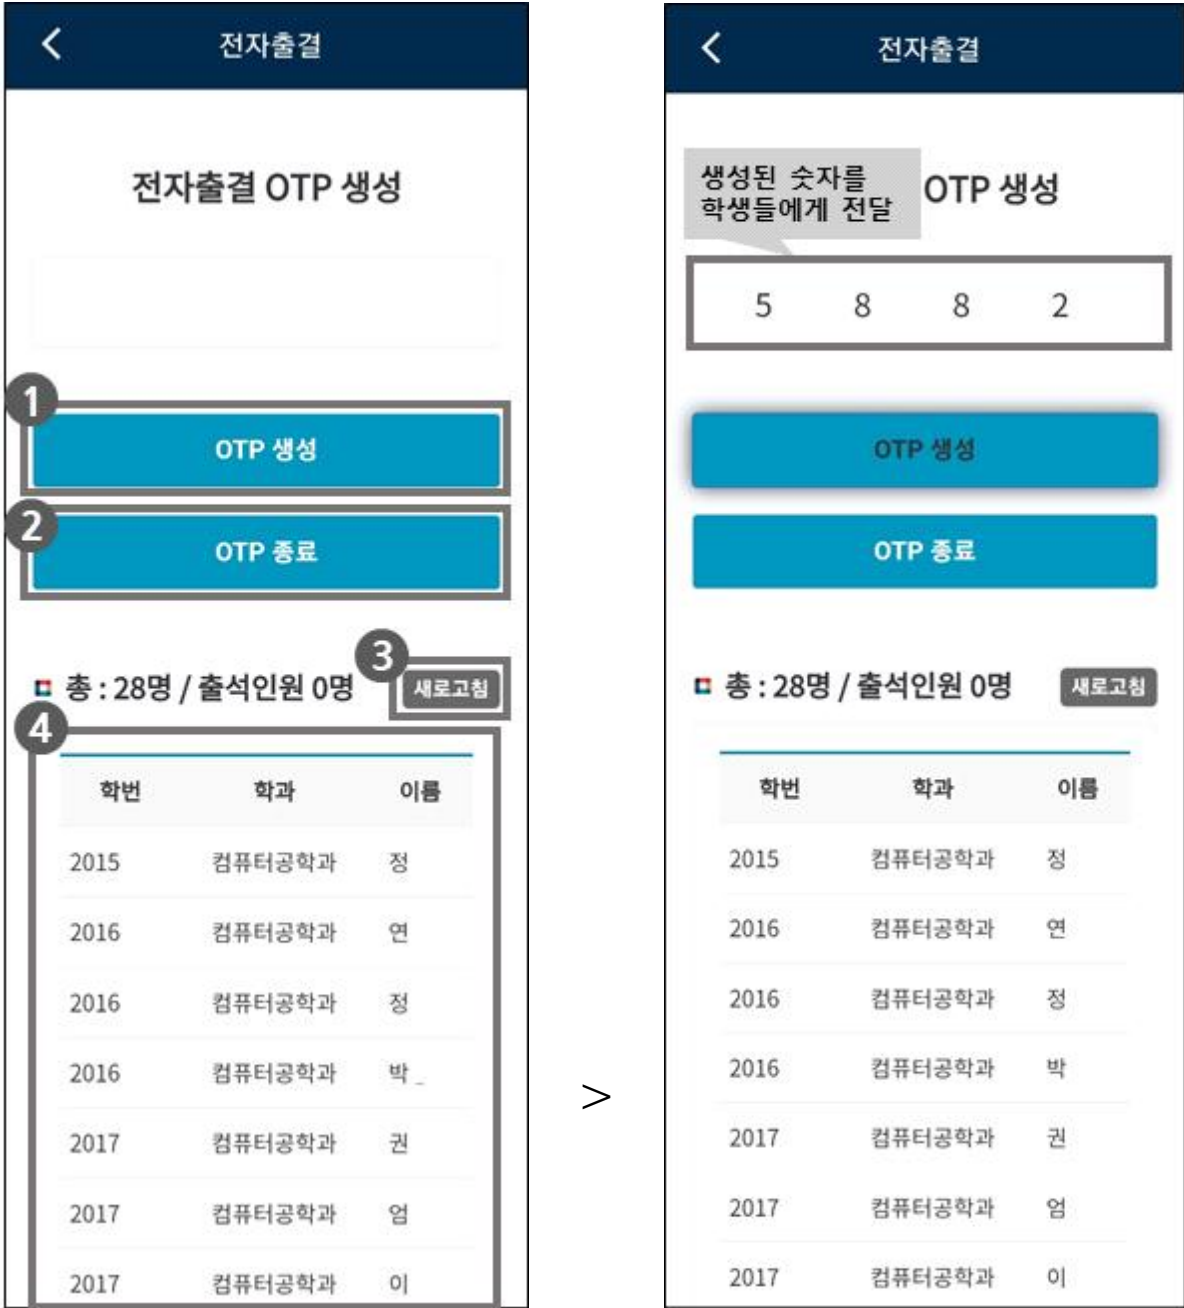 전자출결
전자출결 OTP 생성
1
OTP 생성
2
OTP 종료
3
총 : 28명 / 출석인원 0명 새로고침
4
학번 학과 이름
2015 컴퓨터공학과 정
2016 컴퓨터공학과 연
2016 컴퓨터공학과 정
2016 컴퓨터공학과 박 _
2017 컴퓨터공학과 권
2017 컴퓨터공학과 엄
2017 컴퓨터공학과 이
>
전자출결
생성된 숫자를
학생들에게 전달
OTP 생성
5 8 8 2
OTP 생성
OTP 종료
총 : 28명 / 출석인원 0명 새로고침
학번 학과 이름
2015 컴퓨터공학과 정
2016 컴퓨터공학과 연
2016 컴퓨터공학과 정
2016 컴퓨터공학과 박
2017 컴퓨터공학과 권
2017 컴퓨터공학과 엄
2017 컴퓨터공학과 이